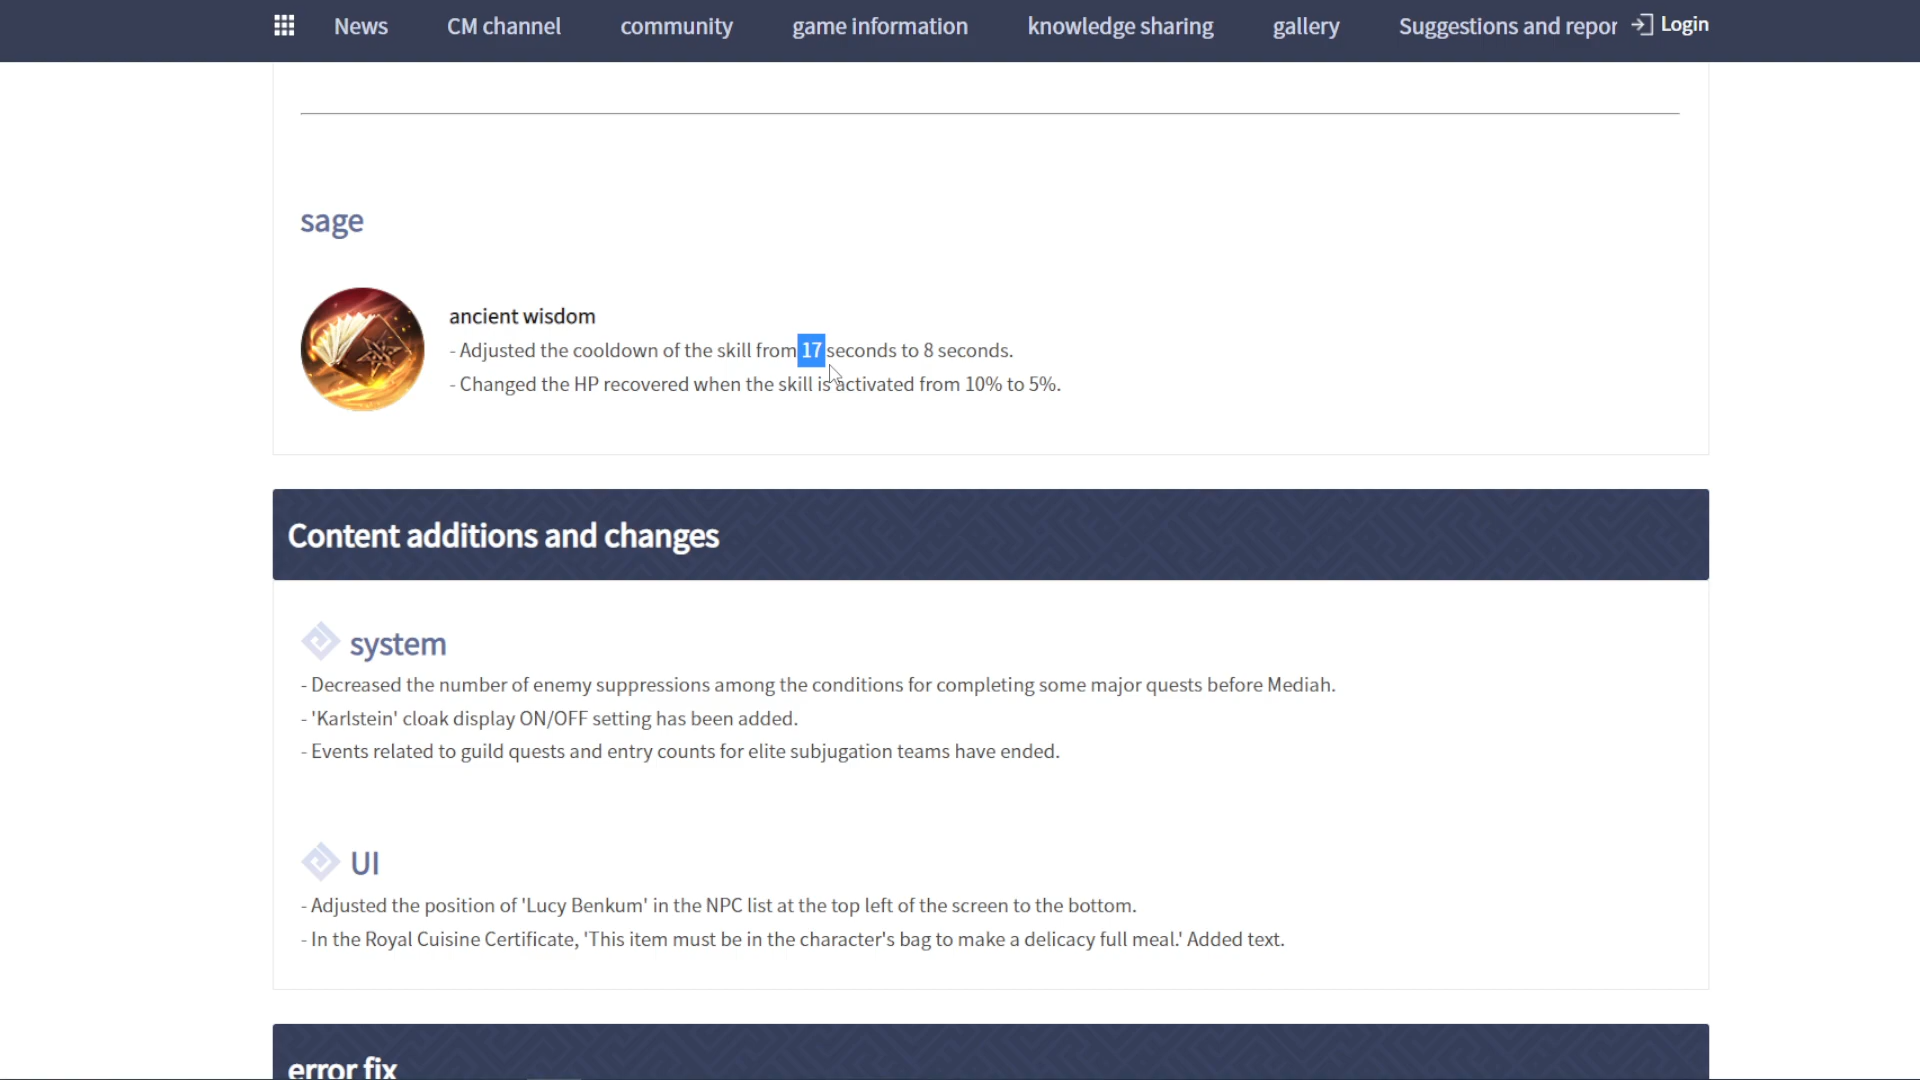 News CM channel community game information knowledge sharing gallery Suggestions and repor Login
sage
ancient wisdom
- Adjusted the cooldown of the skill from 17 seconds to 8 seconds.
- Changed the HP recovered when the skill is activated from 10% to 5%.
Content additions and changes
system
- Decreased the number of enemy suppressions among the conditions for completing some major quests before Mediah.
- 'Karlstein' cloak display ON/OFF setting has been added.
- Events related to guild quests and entry counts for elite subjugation teams have ended.
UI
- Adjusted the position of 'Lucy Benkum' in the NPC list at the top left of the screen to the bottom.
- In the Royal Cuisine Certificate, 'This item must be in the character's bag to make a delicacy full meal.' Added text.
error fix